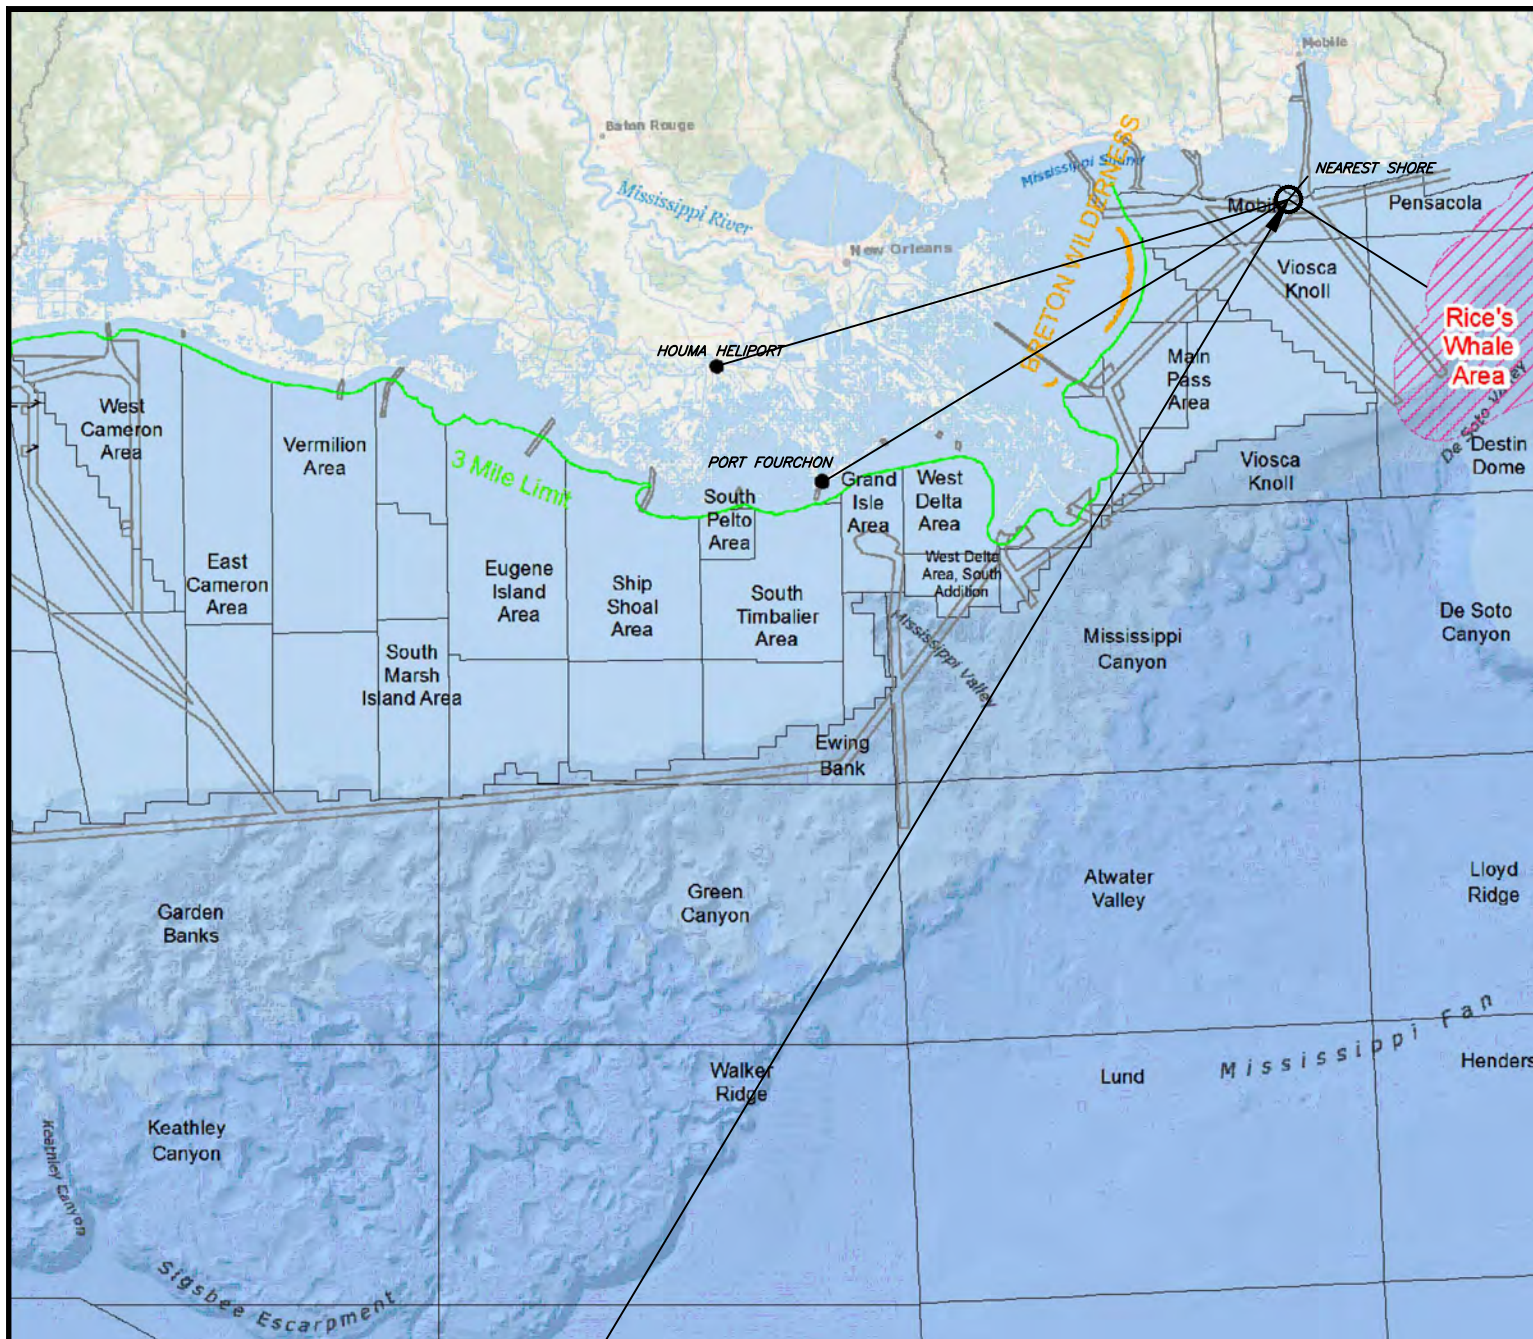 Mobile
Baton Rouge
Mississippi River
New Orleans
Mississippi Sound
BRETON WILDERNESS
NEAREST SHORE
Pensacola
Viosca
Knoll
Rice's
Whale
Area
De Soto Valley
HOUMA HELIPORT
Main
Pass
Area
West
Cameron
Area
Vermilion
Area
3 Mile Limit
PORT FOURCHON
South
Pelto
Area
Grand
Isle
Area
West
Delta
Area
Viosca
Knoll
Destin
Dome
East
Cameron
Area
Eugene
Island
Area
Ship
Shoal
Area
South
Timbalier
Area
West Delta
Area, South
Addition
Mississippi Valley
Mississippi
Canyon
De Soto
Canyon
South
Marsh
Island Area
Ewing
Bank
Garden
Banks
Green
Canyon
Atwater
Valley
Lloyd
Ridge
Mississippi Fan
Walker
Ridge
Lund
Henders
Keathley
Canyon
Keathley Canyon
Sigsbee Escarpment